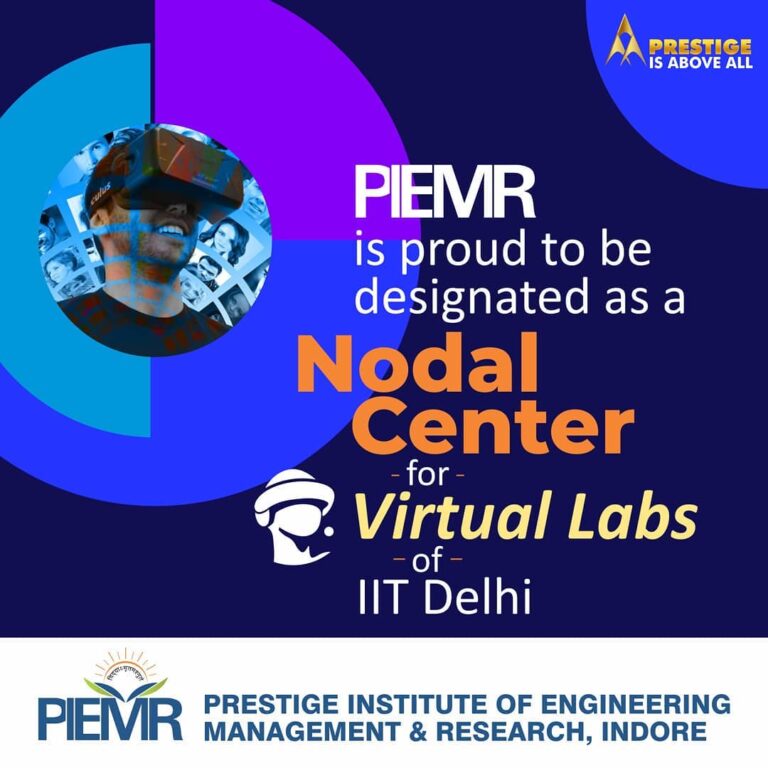 PRESTIGE
IS ABOVE ALL
oculus
PIEMR
is proud to be
designated as a
Nodal
Center
- for -
Virtual Labs
- of -
IIT Delhi
PIEMR
PRESTIGE INSTITUTE OF ENGINEERING
MANAGEMENT & RESEARCH, INDORE